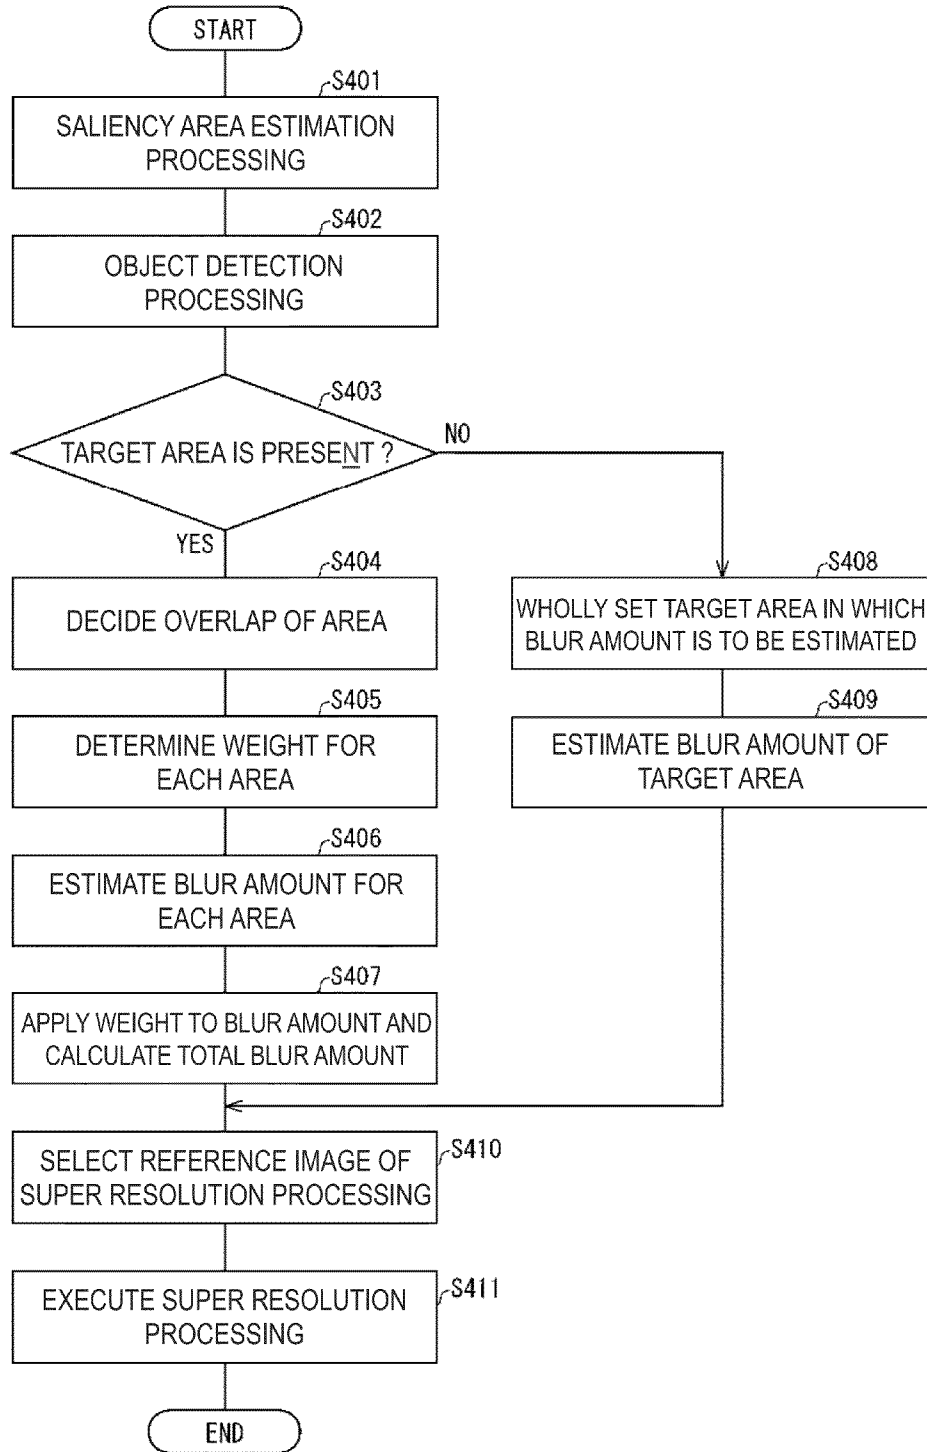 START
S401
SALIENCY AREA ESTIMATION
PROCESSING
S402
OBJECT DETECTION
PROCESSING
S403
TARGET AREA IS PRESENT ?
NO
YES
S404
DECIDE OVERLAP OF AREA
S405
DETERMINE WEIGHT FOR
EACH AREA
S406
ESTIMATE BLUR AMOUNT FOR
EACH AREA
S407
APPLY WEIGHT TO BLUR AMOUNT AND
CALCULATE TOTAL BLUR AMOUNT
S408
WHOLLY SET TARGET AREA IN WHICH
BLUR AMOUNT IS TO BE ESTIMATED
S409
ESTIMATE BLUR AMOUNT OF
TARGET AREA
S410
SELECT REFERENCE IMAGE OF
SUPER RESOLUTION PROCESSING
S411
EXECUTE SUPER RESOLUTION
PROCESSING
END